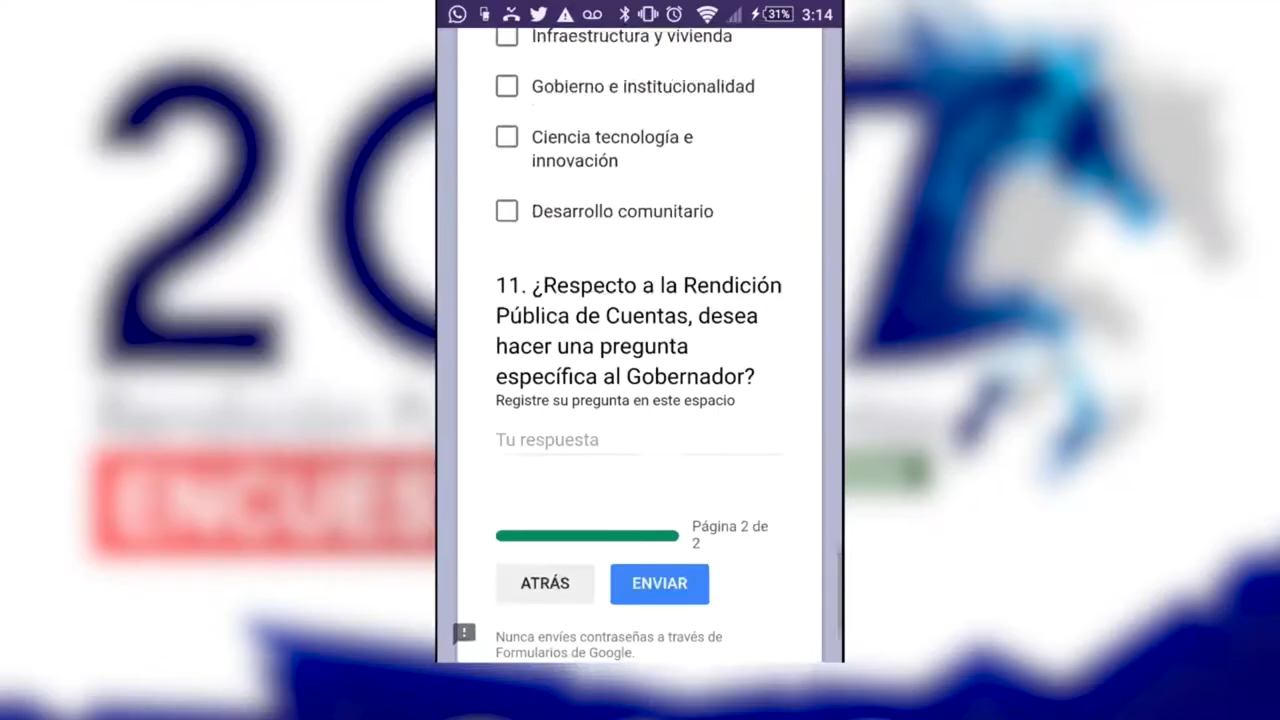 31%
3:14
Infraestructura y vivienda
Gobierno e institucionalidad
Ciencia tecnología e
innovación
Desarrollo comunitario
11. ¿Respecto a la Rendición
Pública de Cuentas, desea
hacer una pregunta
específica al Gobernador?
Registre su pregunta en este espacio
Tu respuesta
Página 2 de
2
ATRÁS
ENVIAR
Nunca envíes contraseñas a través de
Formularios de Google.
ENCUES